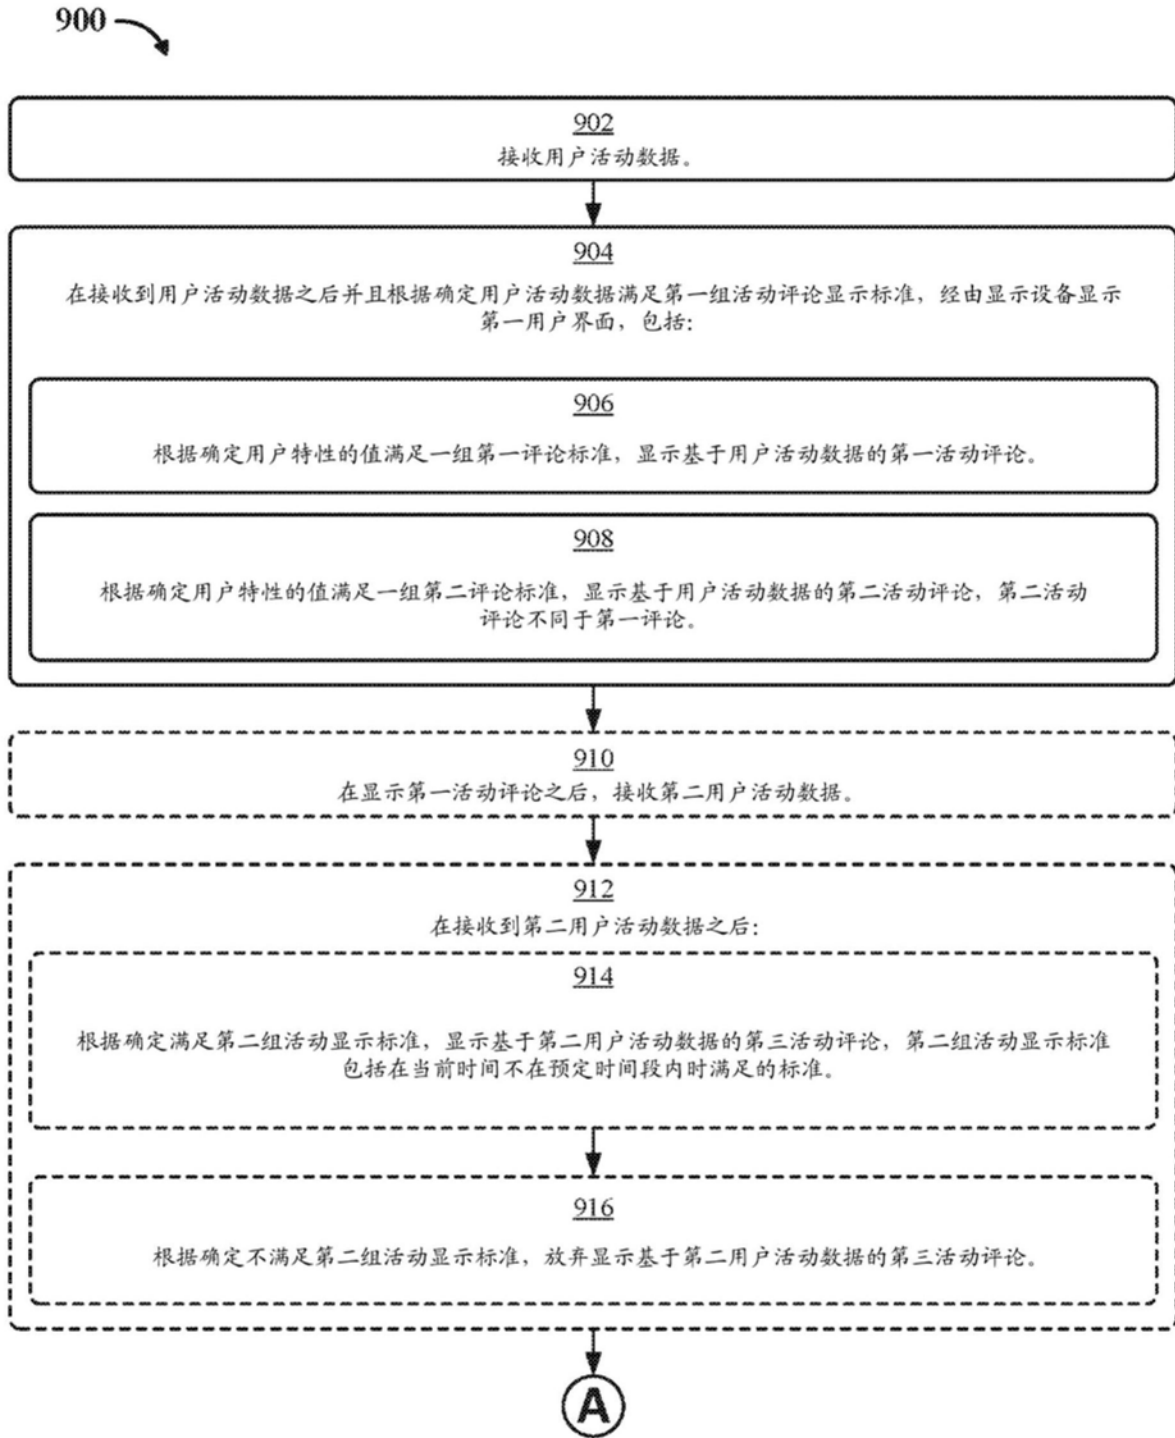 900
902
接收用户活动数据。
904
在接收到用户活动数据之后并且根据确定用户活动数据满足第一组活动评论显示标准，经由显示设备显示
第一用户界面，包括：
906
根据确定用户特性的值满足一组第一评论标准，显示基于用户活动数据的第一活动评论。
908
根据确定用户特性的值满足一组第二评论标准，显示基于用户活动数据的第二活动评论，第二活动
评论不同于第一评论。
910
在显示第一活动评论之后，接收第二用户活动数据。
912
在接收到第二用户活动数据之后：
914
根据确定满足第二组活动显示标准，显示基于第二用户活动数据的第三活动评论，第二组活动显示标准
包括在当前时间不在预定时间段内时满足的标准。
916
根据确定不满足第二组活动显示标准，放弃显示基于第二用户活动数据的第三活动评论。
A